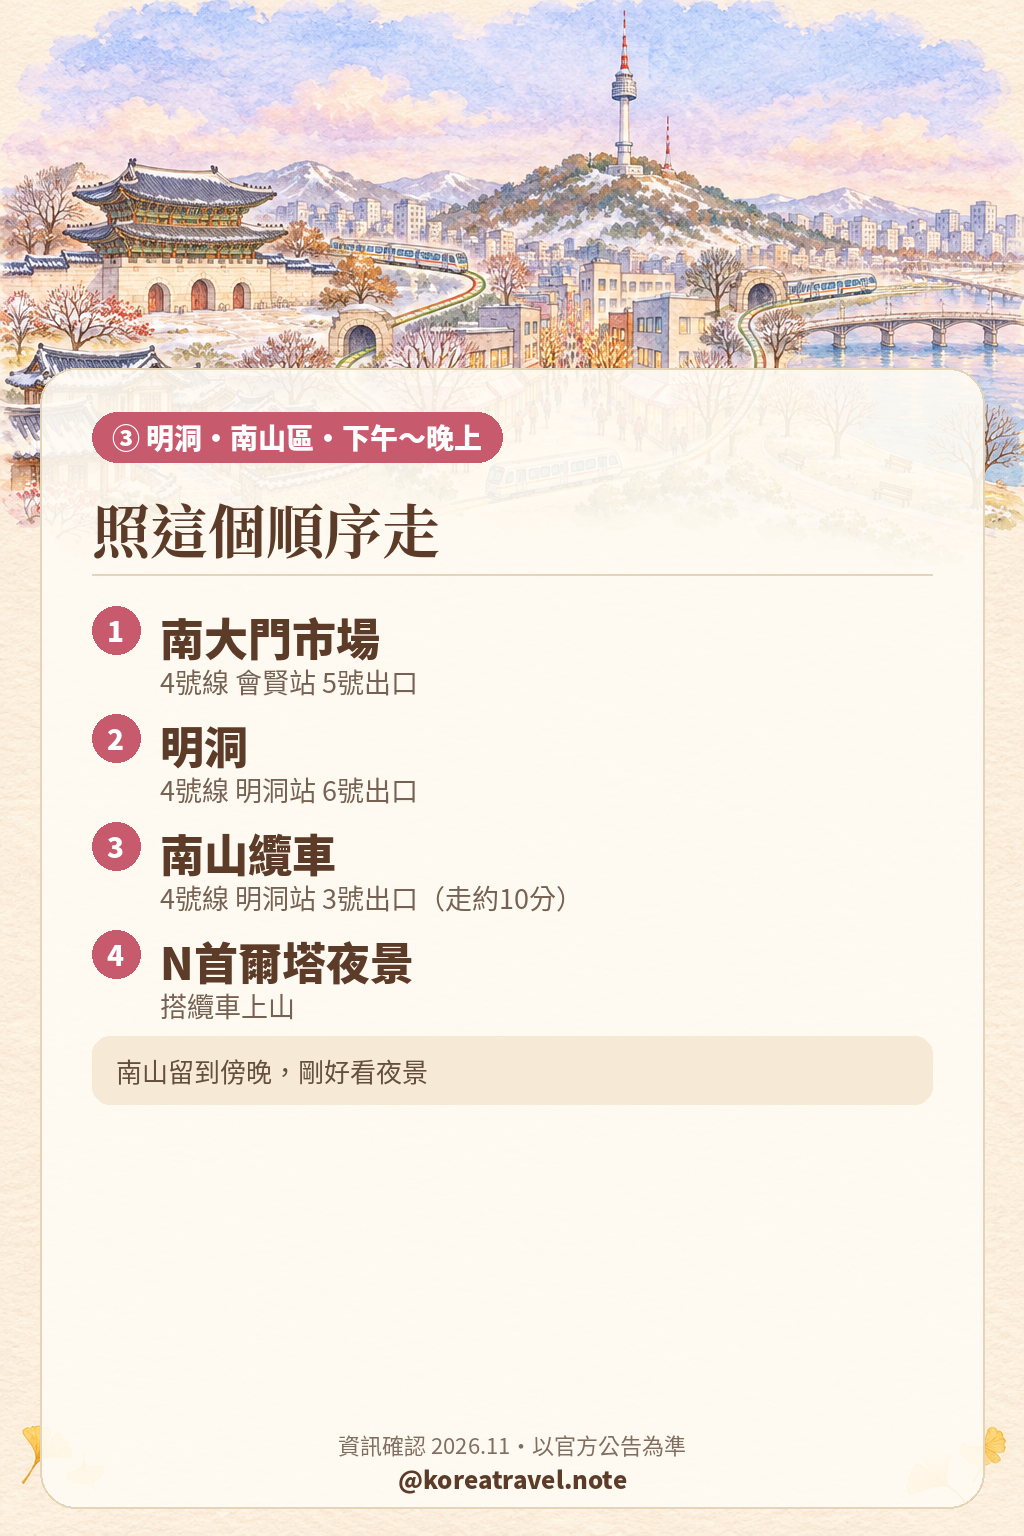 ③ 明洞・南山區・下午～晚上
照這個順序走
1 南大門市場
4號線 會賢站 5號出口
2 明洞
4號線 明洞站 6號出口
3 南山纜車
4號線 明洞站 3號出口（走約10分）
4 N首爾塔夜景
搭纜車上山
南山留到傍晚，剛好看夜景
資訊確認 2026.11・以官方公告為準
@koreatravel.note